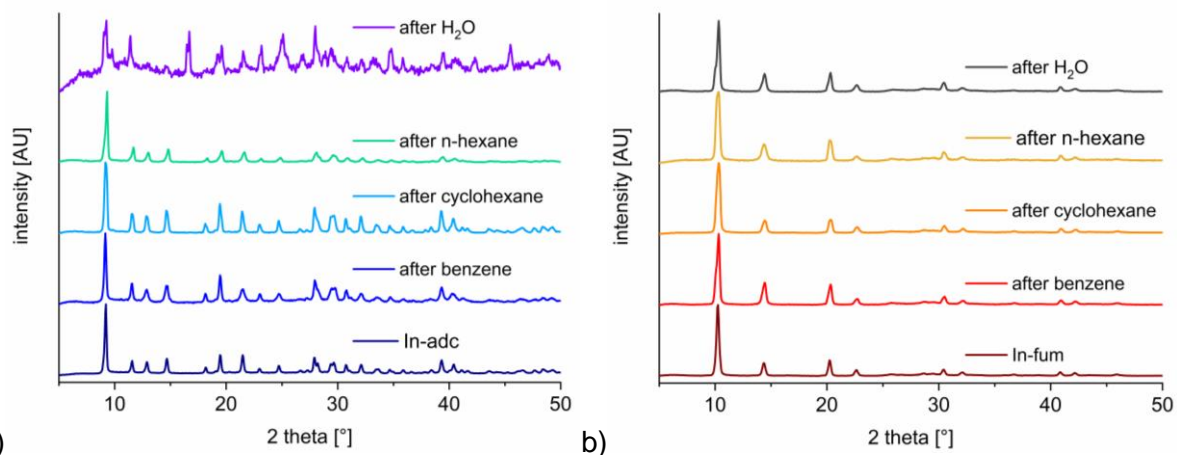 after H₂O
after n-hexane
after cyclohexane
after benzene
In-adc
intensity [AU]
10 20 30 40 50
2 theta [°]
)
b)
after H₂O
after n-hexane
after cyclohexane
after benzene
In-fum
intensity [AU]
10 20 30 40 50
2 theta [°]